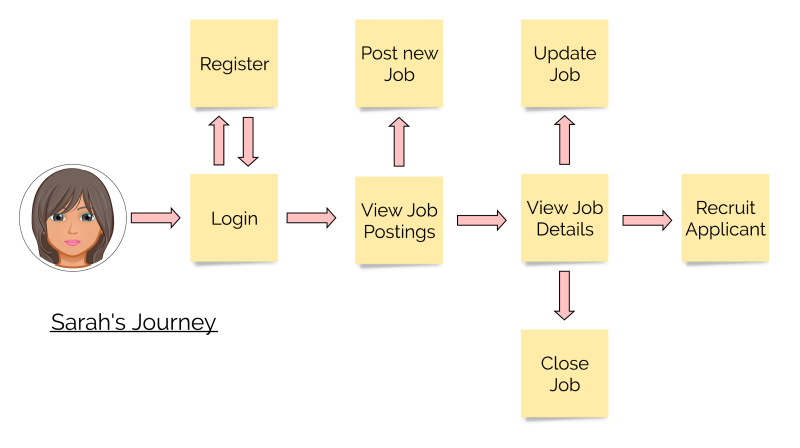 Register
Post new
Job
Update
Job
Login
View Job
Postings
View Job
Details
Recruit
Applicant
Sarah's Journey
Close
Job